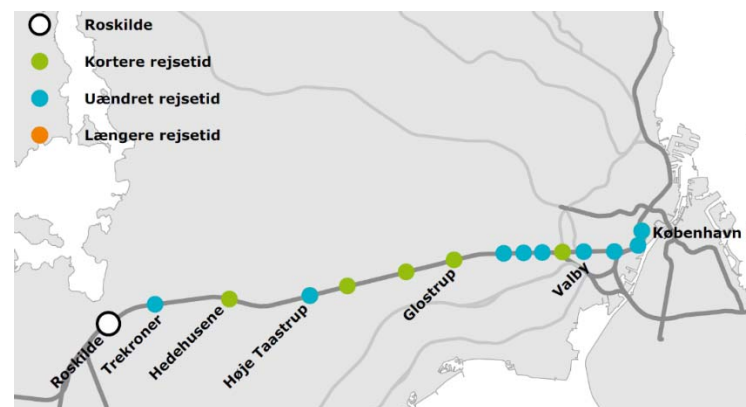 Roskilde
Kortere rejsetid
Uændret rejsetid
Længere rejsetid
København
Valby
Glostrup
Høje Taastrup
Hedehusene
Trekroner
Roskilde